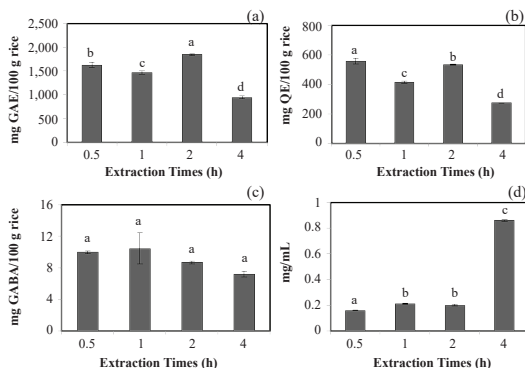 (a)
mg GAE/100 g rice
2,500
2,000
1,500
1,000
500
0
b
c
a
d
0.5 1 2 4
Extraction Times (h)
(b)
mg QE/100 g rice
800
600
400
200
0
a
c
b
d
0.5 1 2 4
Extraction Times (h)
(c)
mg GABA/100 g rice
16
12
8
4
0
a
a
a
a
0.5 1 2 4
Extraction Times (h)
(d)
mg/mL
1
0.8
0.6
0.4
0.2
0
a
b
b
c
0.5 1 2 4
Extraction Times (h)